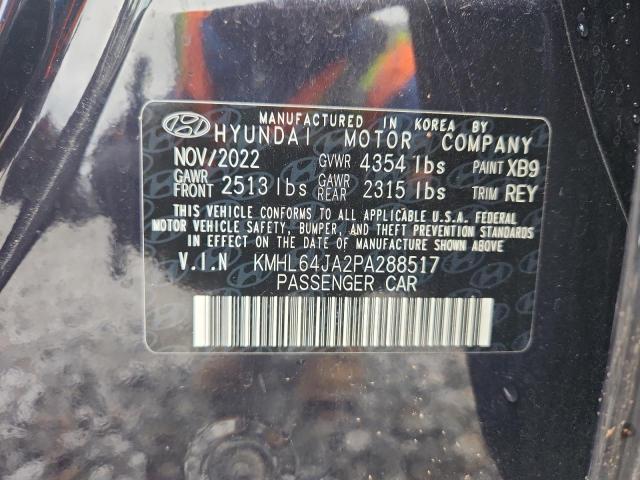 MANUFACTURED IN KOREA BY
HYUNDAI MOTOR COMPANY
NOV/2022 GVWR 4354 lbs PAINT XB9
GAWR FRONT 2513 lbs GAWR REAR 2315 lbs TRIM REY
THIS VEHICLE CONFORMS TO ALL APPLICABLE U.S.A. FEDERAL
MOTOR VEHICLE SAFETY, BUMPER, AND THEFT PREVENTION STANDARDS
IN EFFECT ON THE DATE OF MANUFACTURE SHOWN ABOVE.
V.I.N KMHL64JA2PA288517
PASSENGER CAR